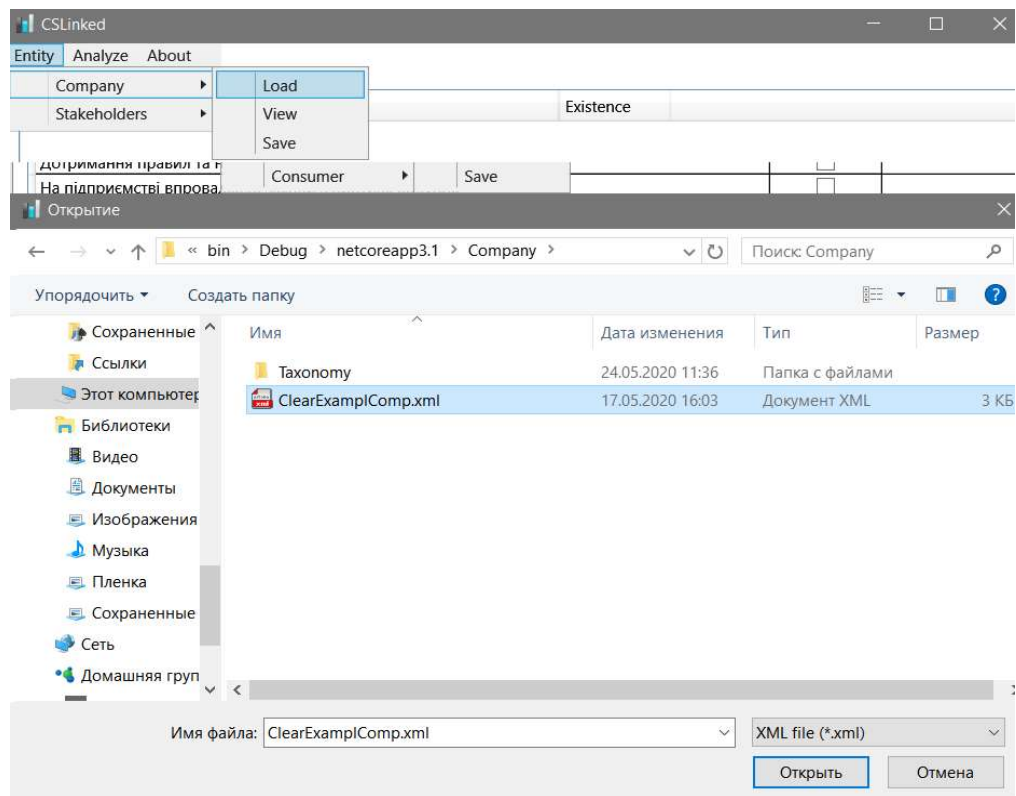 CSLinked
Entity Analyze About
Company Load
Existence
Stakeholders View
Save
Дотримання правил та
Consumer Save
На підприємстві впрова
Открытие
« bin > Debug > netcoreapp3.1 > Company > Поиск: Company
Упорядочить Создать папку
Имя Дата изменения Тип Размер
Сохраненные
Ссылки
Taxonomy 24.05.2020 11:36 Папка с файлами
Этот компьютер
ClearExamplComp.xml 17.05.2020 16:03 Документ XML 3 КБ
Библиотеки
Видео
Документы
Изображения
Музыка
Пленка
Сохраненные
Сеть
Домашняя груп
Имя файла: ClearExamplComp.xml XML file (*.xml)
Открыть Отмена